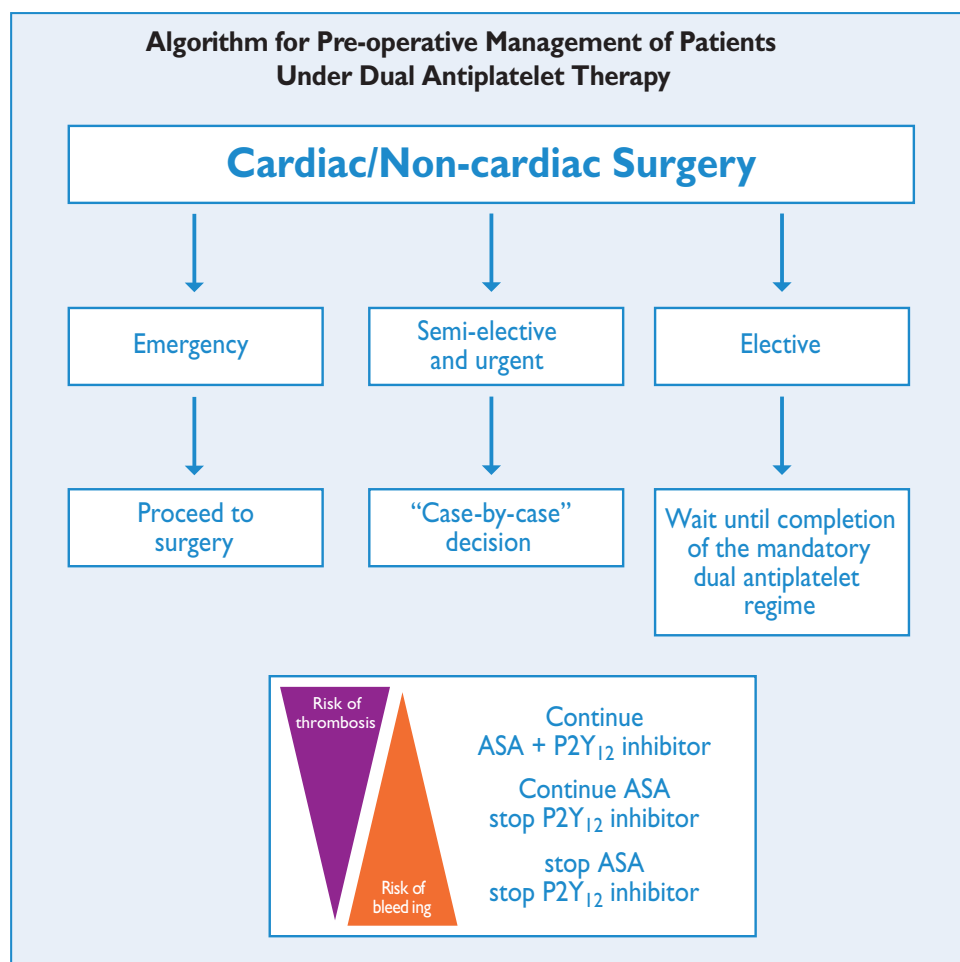 Algorithm for Pre-operative Management of Patients
Under Dual Antiplatelet Therapy
Cardiac/Non-cardiac Surgery
Emergency
Semi-elective
and urgent
Elective
Proceed to
surgery
“Case-by-case”
decision
Wait until completion
of the mandatory
dual antiplatelet
regime
Risk of
thrombosis
Risk of
bleeding
Continue
ASA + P2Y₁₂ inhibitor
Continue ASA
stop P2Y₁₂ inhibitor
stop ASA
stop P2Y₁₂ inhibitor